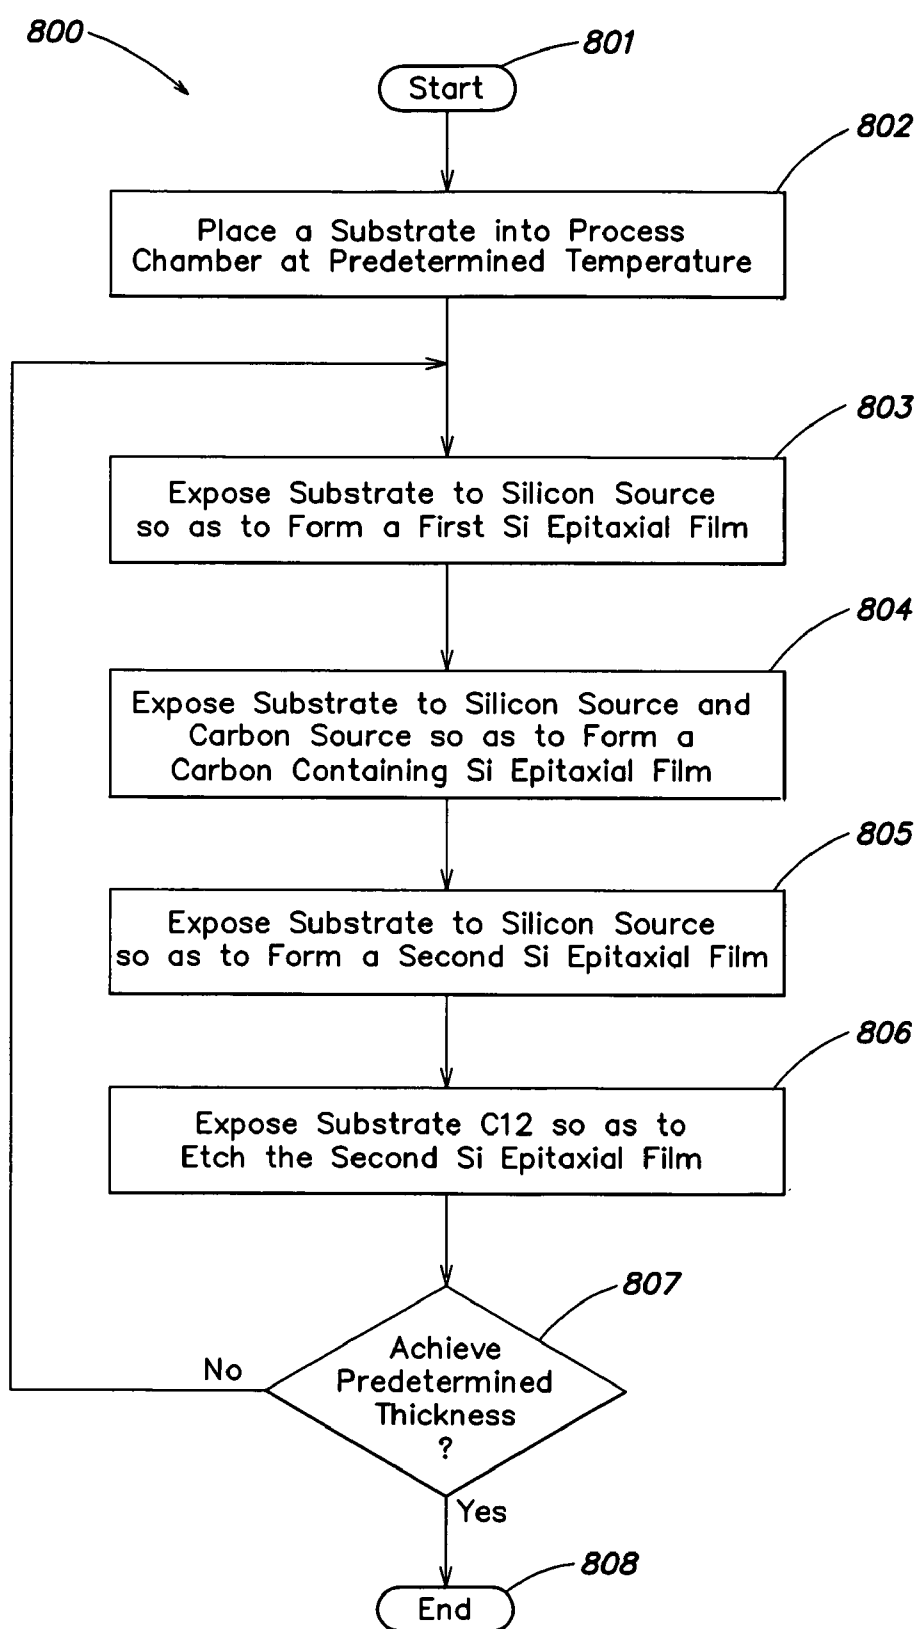 800
801
Start
802
Place a Substrate into Process
Chamber at Predetermined Temperature
803
Expose Substrate to Silicon Source
so as to Form a First Si Epitaxial Film
804
Expose Substrate to Silicon Source and
Carbon Source so as to Form a
Carbon Containing Si Epitaxial Film
805
Expose Substrate to Silicon Source
so as to Form a Second Si Epitaxial Film
806
Expose Substrate C12 so as to
Etch the Second Si Epitaxial Film
807
Achieve
Predetermined
Thickness
?
No
Yes
808
End